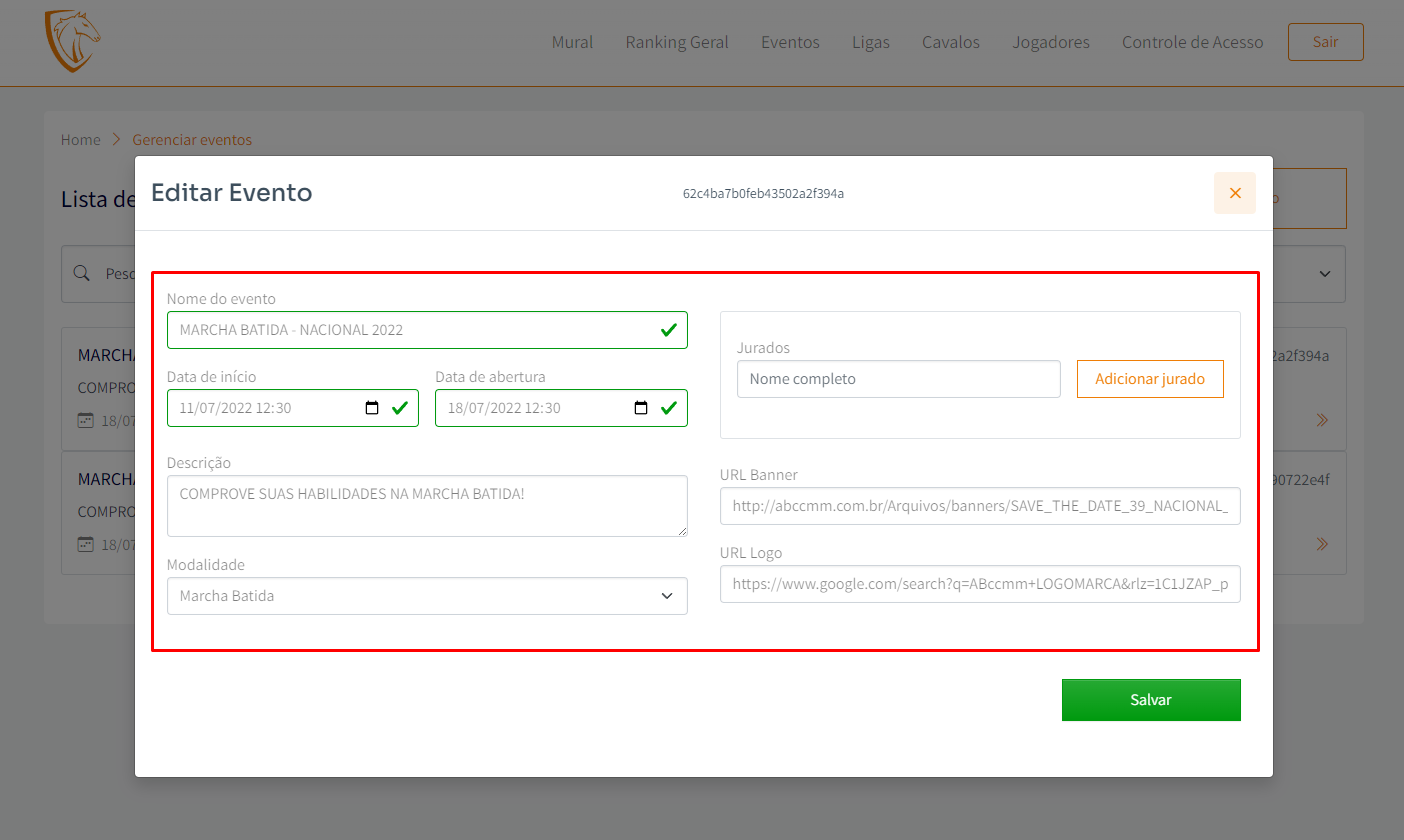 Mural Ranking Geral Eventos Ligas Cavalos Jogadores Controle de Acesso Sair
Home Gerenciar eventos
Lista de
Editar Evento
62c4ba7b0feb43502a2f394a
Nome do evento
MARCHA BATIDA - NACIONAL 2022
Data de início Data de abertura
11/07/2022 12:30 18/07/2022 12:30
Descrição
COMPROVE SUAS HABILIDADES NA MARCHA BATIDA!
Modalidade
Marcha Batida
Jurados
Nome completo Adicionar jurado
URL Banner
http://abccmm.com.br/Arquivos/banners/SAVE_THE_DATE_39_NACIONAL_
URL Logo
https://www.google.com/search?q=ABccmm+LOGOMARCA&rlz=1C1JZAP_p
Salvar
Pesc
MARCHA
2a2f394a
COMPRO
18/07
MARCHA
90722e4f
COMPRO
18/07